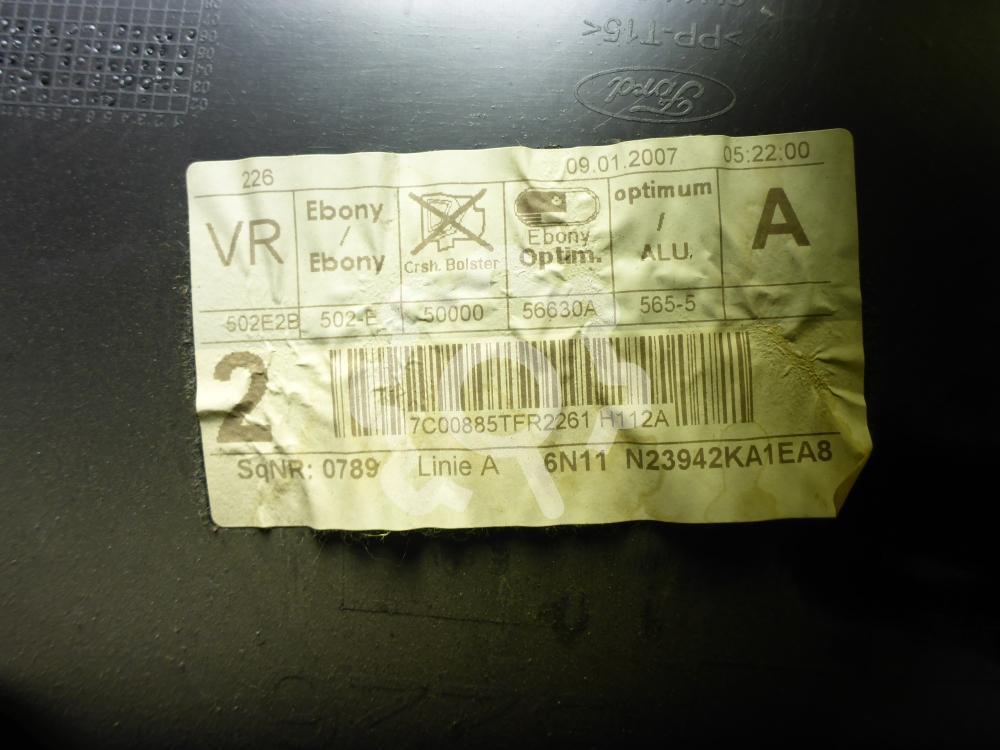 >PP-T15<
Ford
226 09.01.2007 05:22:00
VR Ebony / Ebony Crsh. Bolster Ebony Optim. optimum / ALU. A
502E2B 502-E 50000 56630A 565-5
2
7C00885TFR2261 H112A
SqNR: 0789 Linie A 6N11 N23942KA1EA8